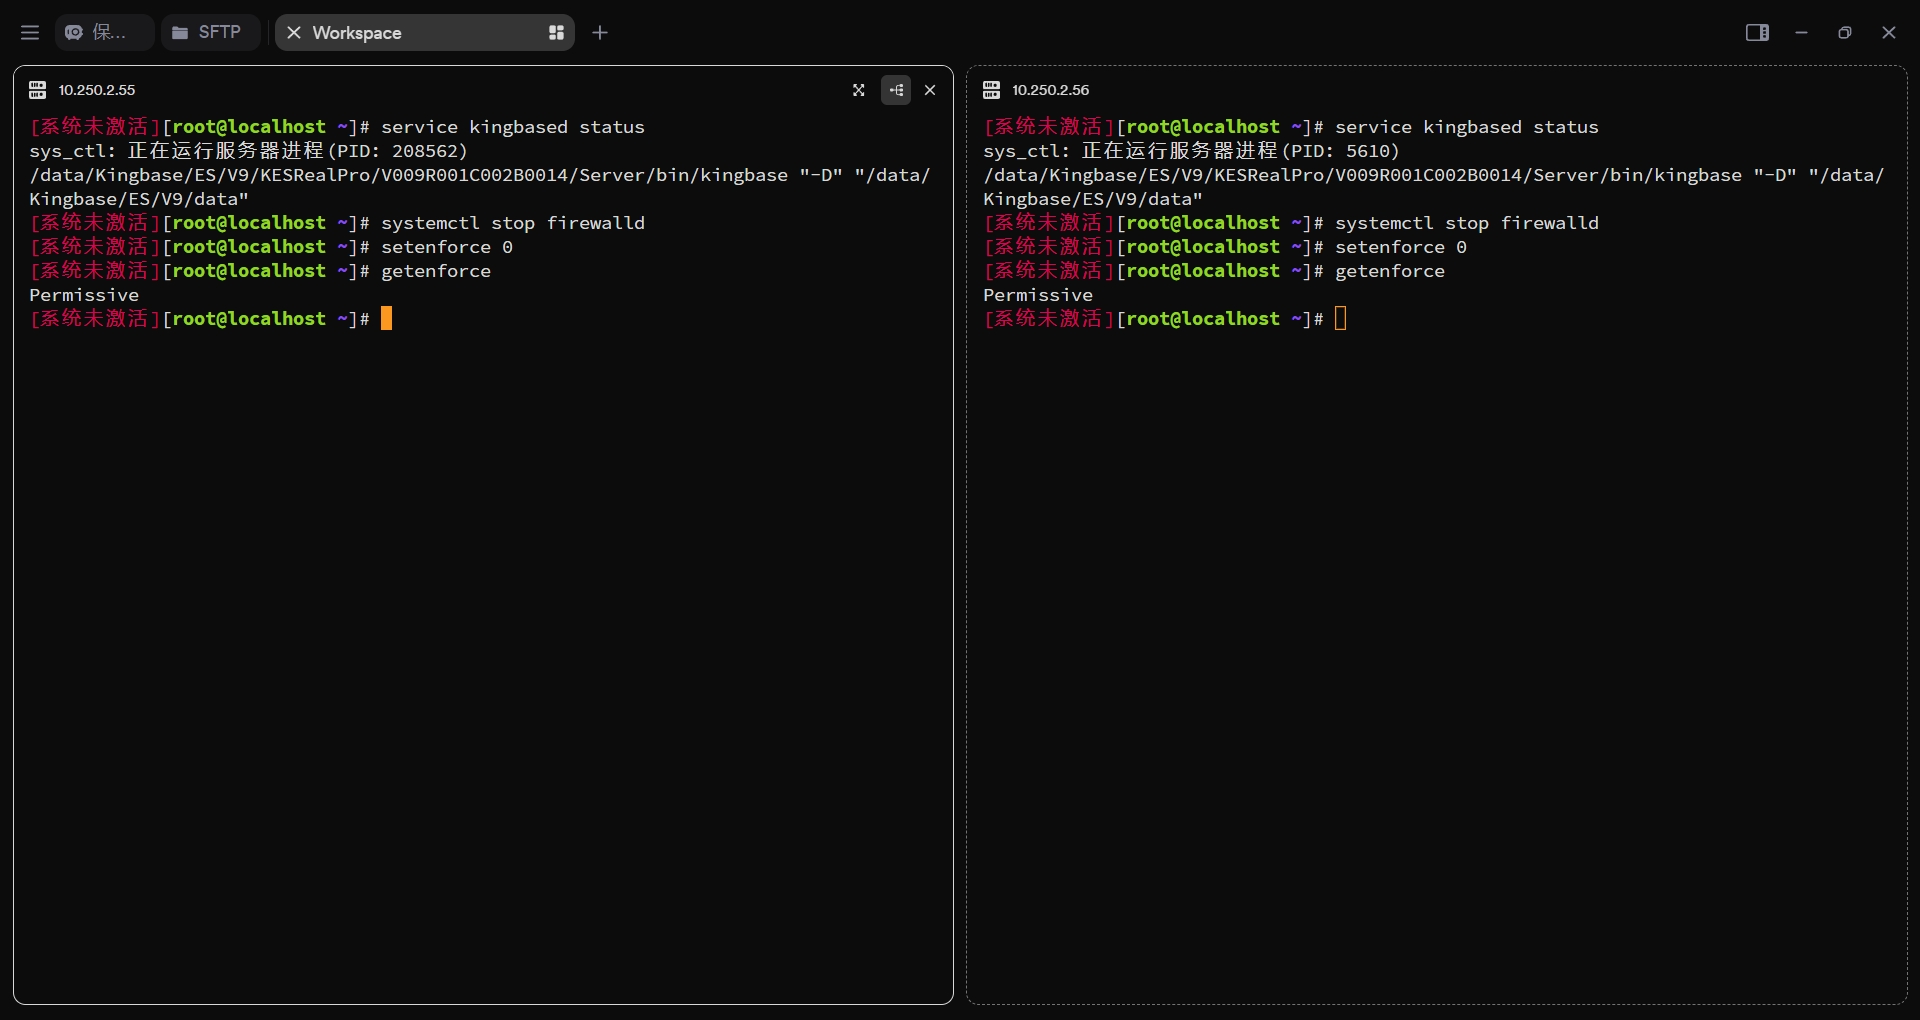 保...
SFTP
Workspace
10.250.2.55
[系统未激活][root@localhost ~]# service kingbased status
sys_ctl: 正在运行服务器进程(PID: 208562)
/data/Kingbase/ES/V9/KESRealPro/V009R001C002B0014/Server/bin/kingbase "-D" "/data/
Kingbase/ES/V9/data"
[系统未激活][root@localhost ~]# systemctl stop firewalld
[系统未激活][root@localhost ~]# setenforce 0
[系统未激活][root@localhost ~]# getenforce
Permissive
[系统未激活][root@localhost ~]#
10.250.2.56
[系统未激活][root@localhost ~]# service kingbased status
sys_ctl: 正在运行服务器进程(PID: 5610)
/data/Kingbase/ES/V9/KESRealPro/V009R001C002B0014/Server/bin/kingbase "-D" "/data/
Kingbase/ES/V9/data"
[系统未激活][root@localhost ~]# systemctl stop firewalld
[系统未激活][root@localhost ~]# setenforce 0
[系统未激活][root@localhost ~]# getenforce
Permissive
[系统未激活][root@localhost ~]#